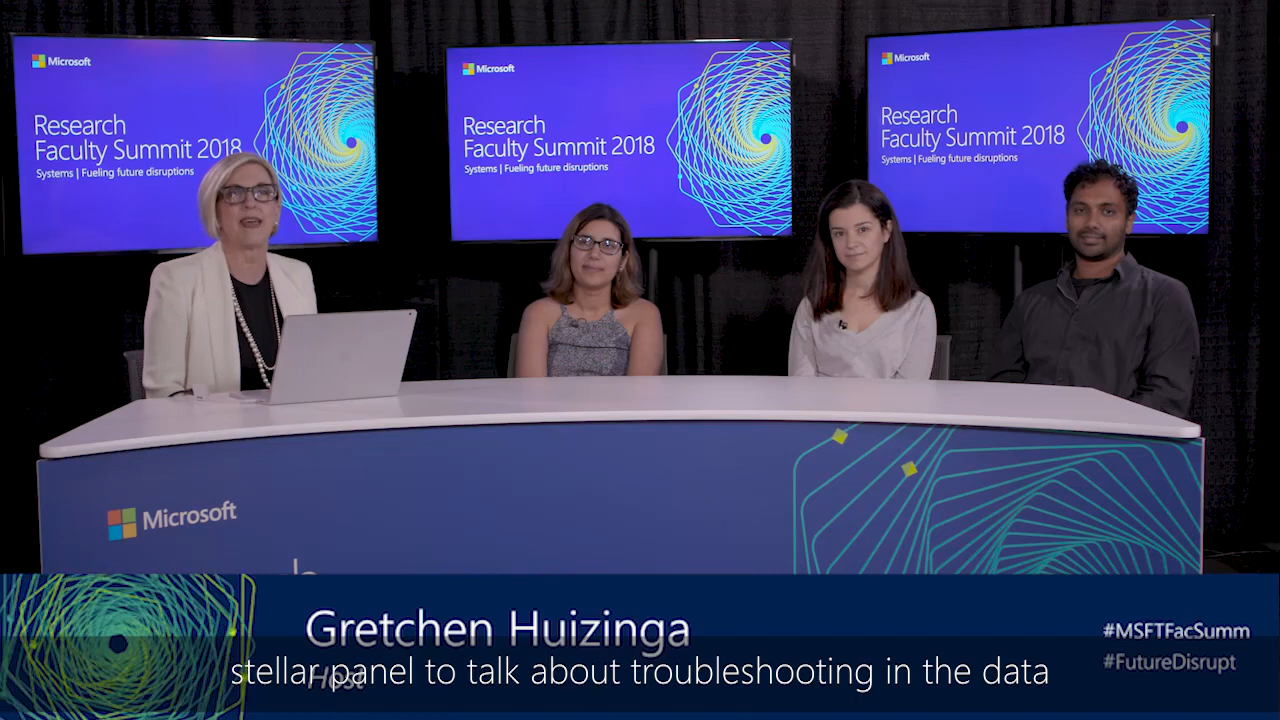 Microsoft
Research
Faculty Summit 2018
Systems | Fueling future disruptions
Microsoft
Research
Faculty Summit 2018
Systems | Fueling future disruptions
Microsoft
Research
Faculty Summit 2018
Systems | Fueling future disruptions
Microsoft
Gretchen Huizinga
Host
#MSFTFacSumm
#FutureDisrupt
stellar panel to talk about troubleshooting in the data